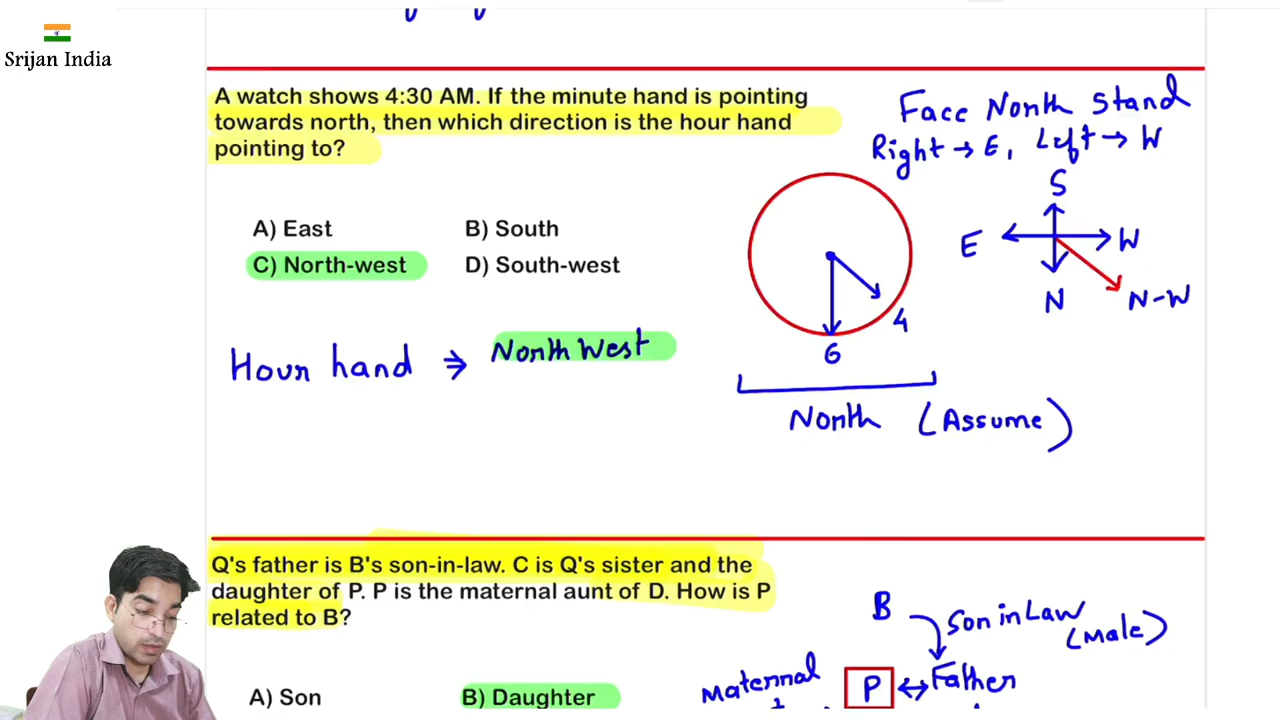 Srijan India
A watch shows 4:30 AM. If the minute hand is pointing
towards north, then which direction is the hour hand
pointing to?
Face North Stand
Right → E, Left → W
A) East
B) South
C) North-west
D) South-west
S
E
W
N
N-W
4
6
Hour hand ⇒ North West
North (Assume)
Q's father is B's son-in-law. C is Q's sister and the
daughter of P. P is the maternal aunt of D. How is P
related to B?
B
Son in Law
(Male)
A) Son
B) Daughter
Maternal
P ↔ Father